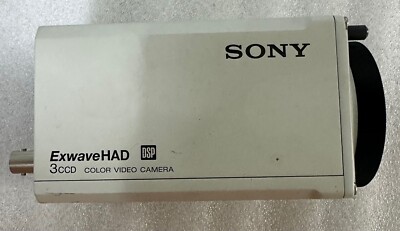 SONY
ExwaveHAD DSP
3CCD COLOR VIDEO CAMERA